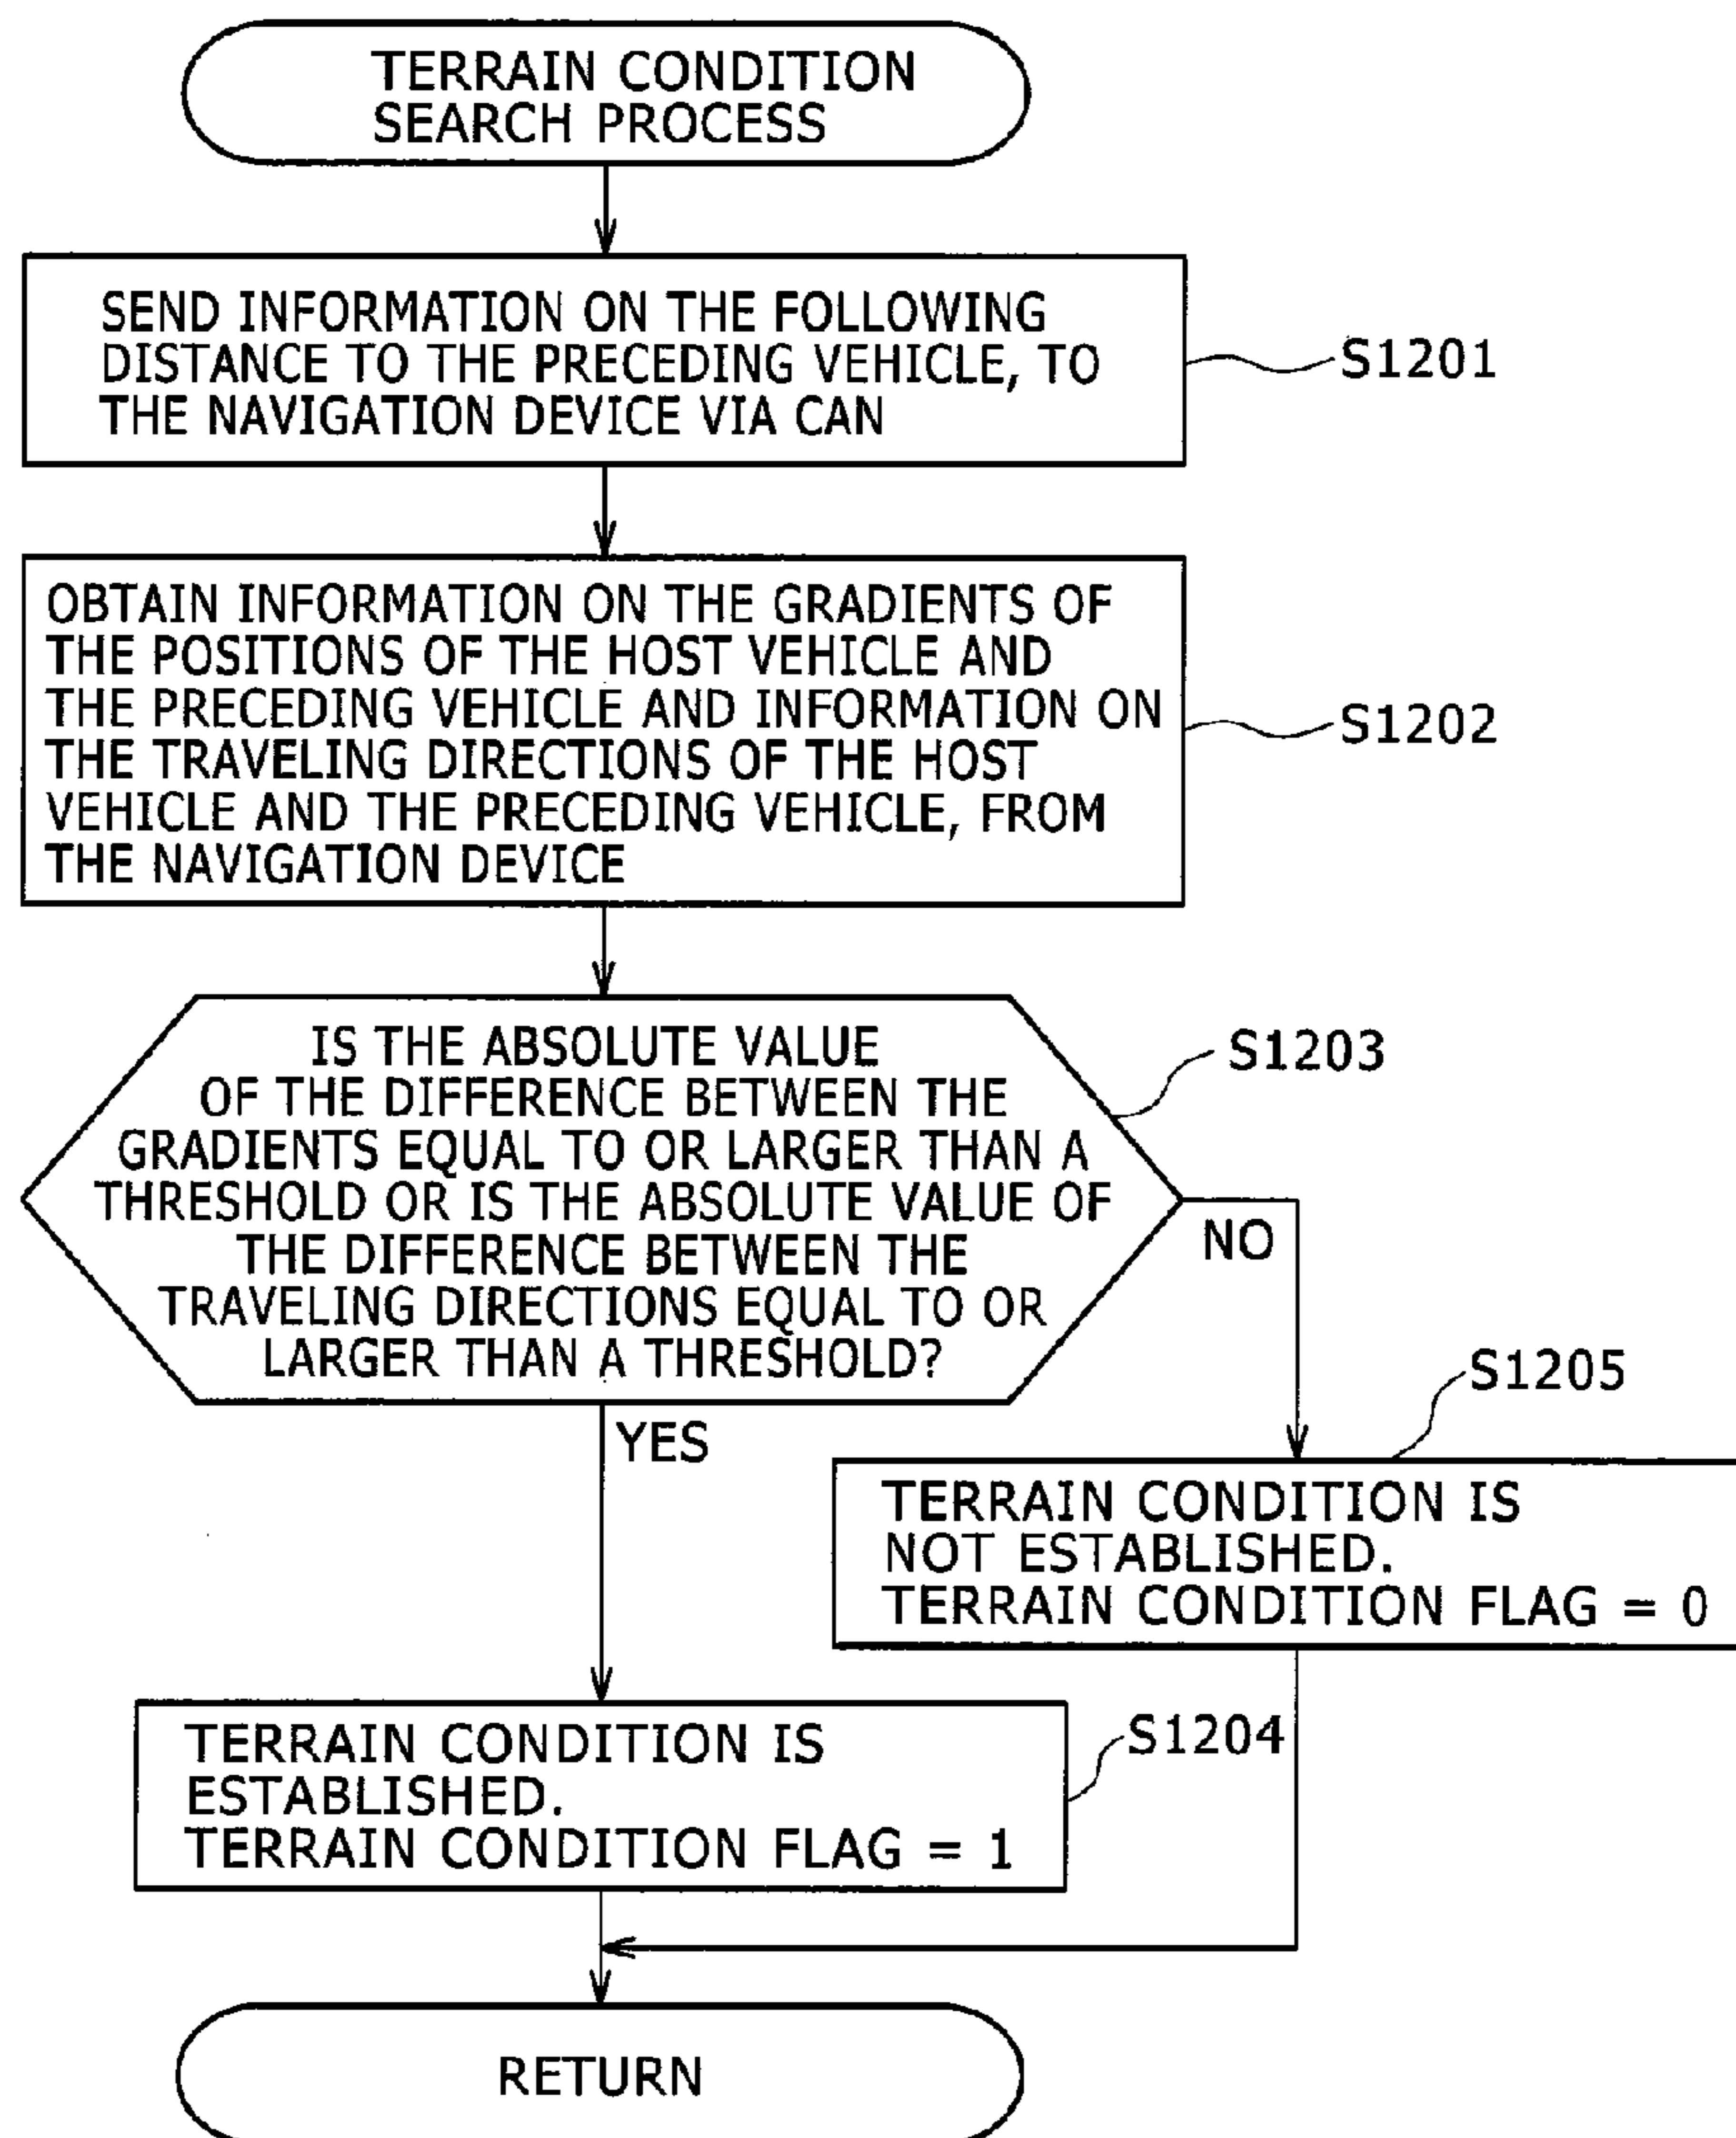 TERRAIN CONDITION
SEARCH PROCESS
SEND INFORMATION ON THE FOLLOWING
DISTANCE TO THE PRECEDING VEHICLE, TO
THE NAVIGATION DEVICE VIA CAN
S1201
OBTAIN INFORMATION ON THE GRADIENTS OF
THE POSITIONS OF THE HOST VEHICLE AND
THE PRECEDING VEHICLE AND INFORMATION ON
THE TRAVELING DIRECTIONS OF THE HOST
VEHICLE AND THE PRECEDING VEHICLE, FROM
THE NAVIGATION DEVICE
S1202
IS THE ABSOLUTE VALUE
OF THE DIFFERENCE BETWEEN THE
GRADIENTS EQUAL TO OR LARGER THAN A
THRESHOLD OR IS THE ABSOLUTE VALUE OF
THE DIFFERENCE BETWEEN THE
TRAVELING DIRECTIONS EQUAL TO OR
LARGER THAN A THRESHOLD?
S1203
NO
YES
S1205
TERRAIN CONDITION IS
NOT ESTABLISHED.
TERRAIN CONDITION FLAG = 0
TERRAIN CONDITION IS
ESTABLISHED.
TERRAIN CONDITION FLAG = 1
S1204
RETURN